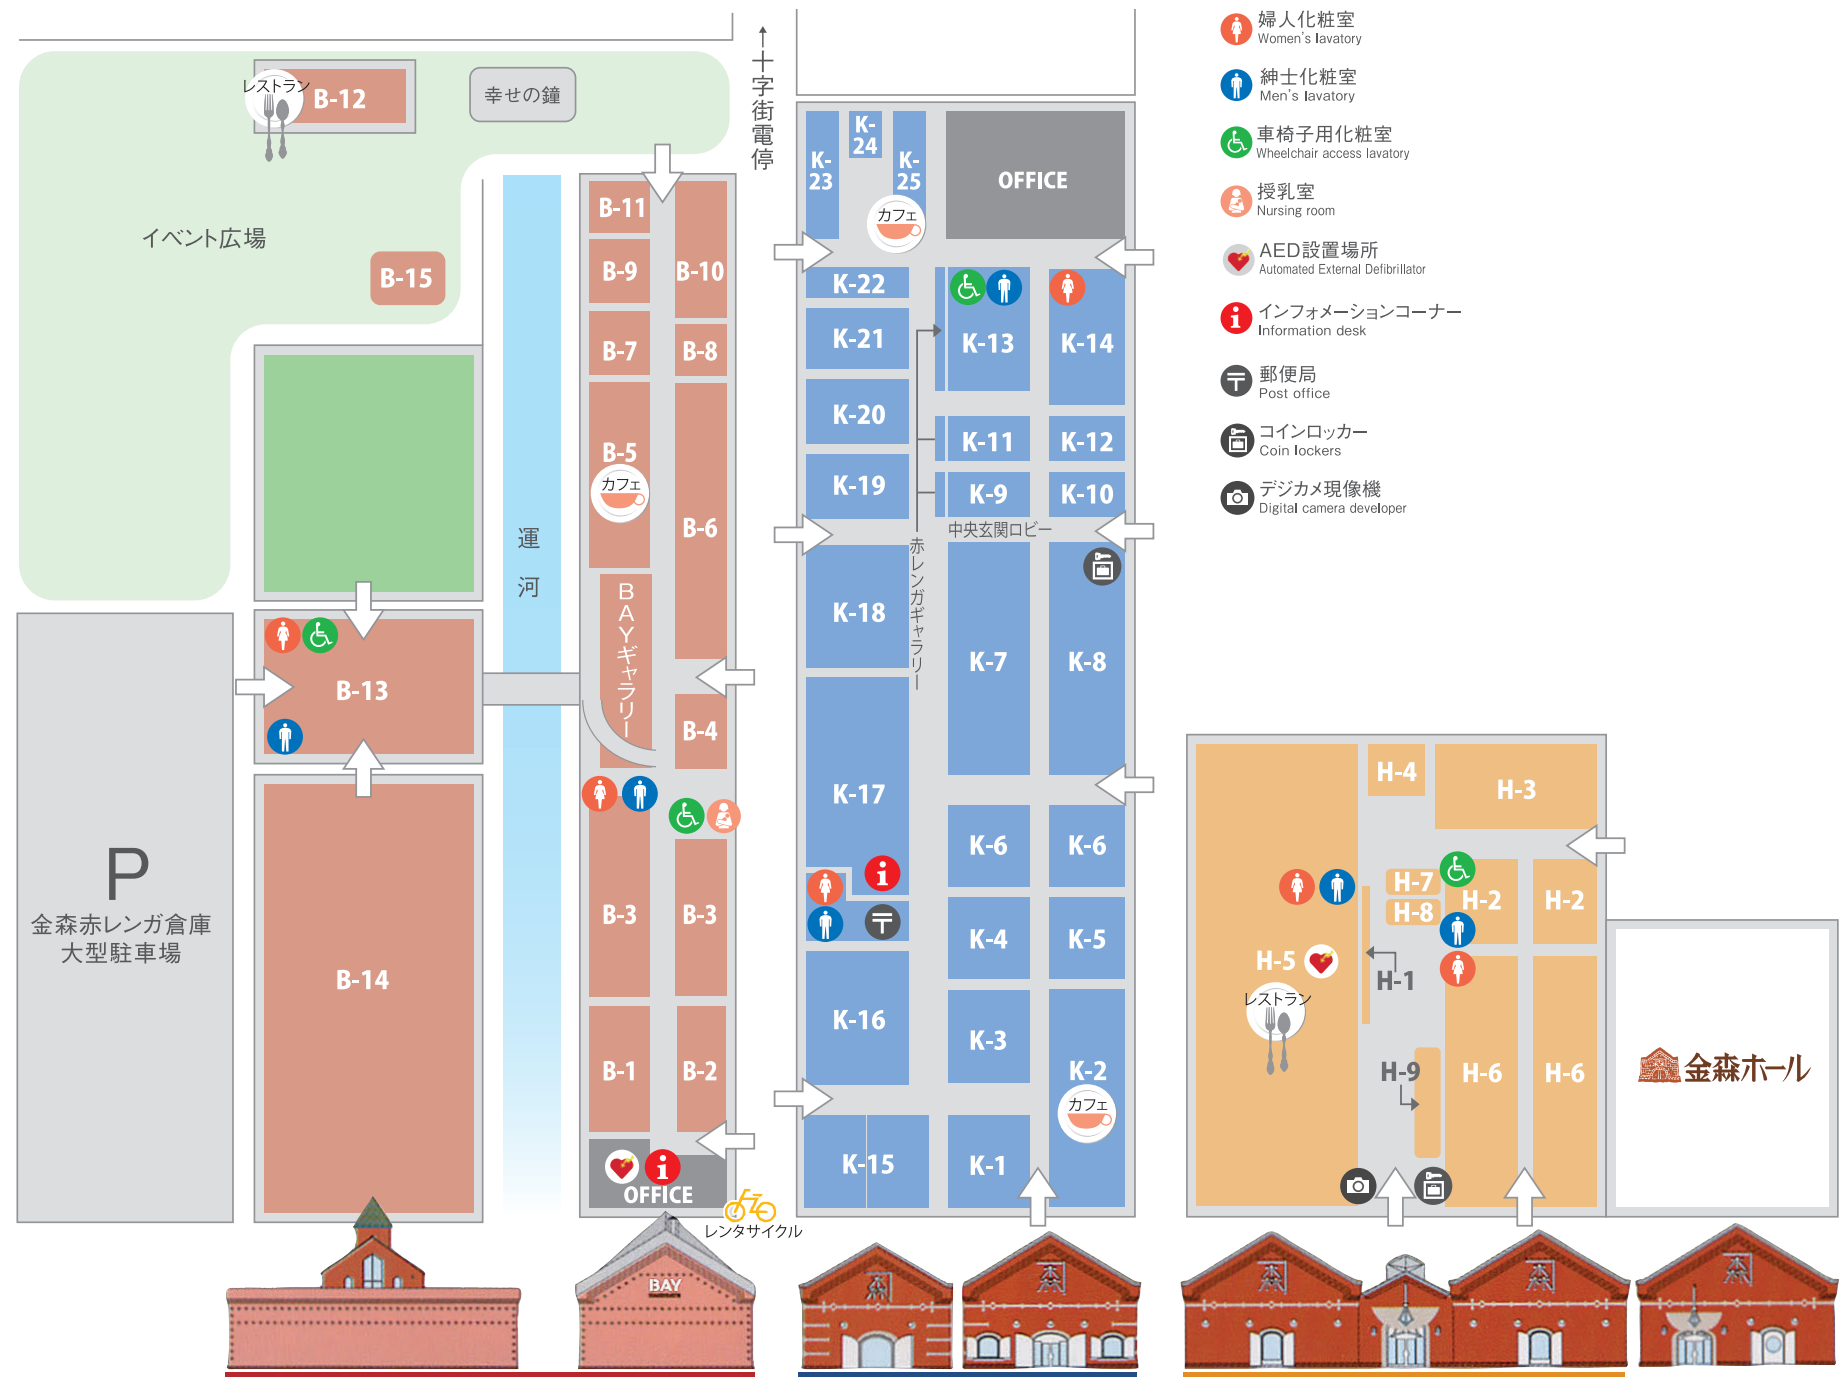 婦人化粧室
Women's lavatory
紳士化粧室
Men's lavatory
車椅子用化粧室
Wheelchair access lavatory
授乳室
Nursing room
AED設置場所
Automated External Defibrillator
インフォメーションコーナー
Information desk
郵便局
Post office
コインロッカー
Coin lockers
デジカメ現像機
Digital camera developer
レストラン
B-12
幸せの鐘
イベント広場
B-15
運河
B-13
P
金森赤レンガ倉庫
大型駐車場
B-14
十字街電停
B-11
B-9
B-10
B-7
B-8
B-5
カフェ
B-6
BAYギャラリー
B-4
B-3
B-3
B-1
B-2
OFFICE
レンタサイクル
BAY
K-23
K-24
K-25
カフェ
OFFICE
K-22
K-21
K-20
K-19
K-13
K-14
K-11
K-12
K-9
K-10
中央玄関ロビー
赤レンガギャラリー
K-18
K-7
K-8
K-17
K-6
K-6
K-4
K-5
K-16
K-3
K-2
カフェ
K-15
K-1
H-4
H-3
H-7
H-8
H-2
H-2
H-5
H-1
レストラン
H-9
H-6
H-6
金森ホール
森
森
森
森